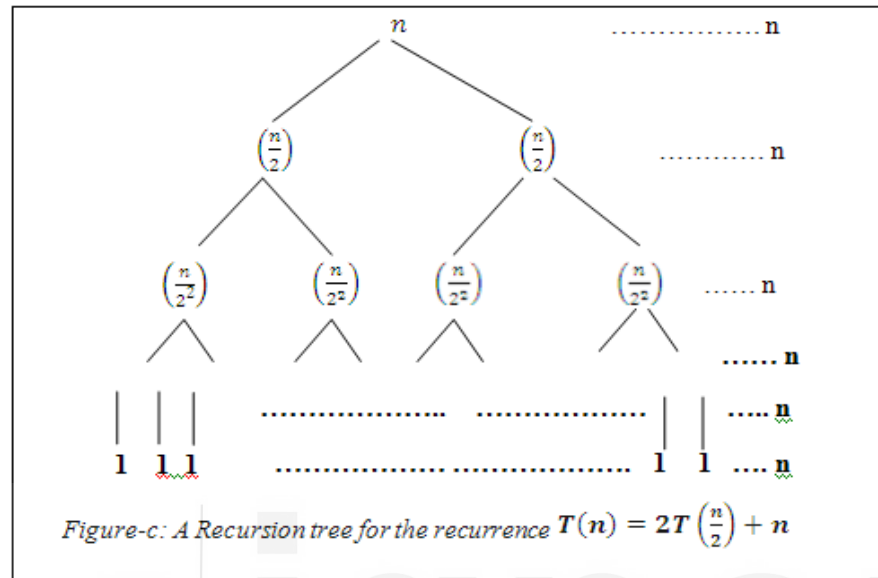 n ................ n
(n/2) (n/2) ............ n
(n/2²) (n/2²) (n/2²) (n/2²) ...... n
...... n
.................... .................. ..... n
1 1 1 .................. ................... 1 1 .... n
Figure-c: A Recursion tree for the recurrence T(n) = 2T (n/2) + n